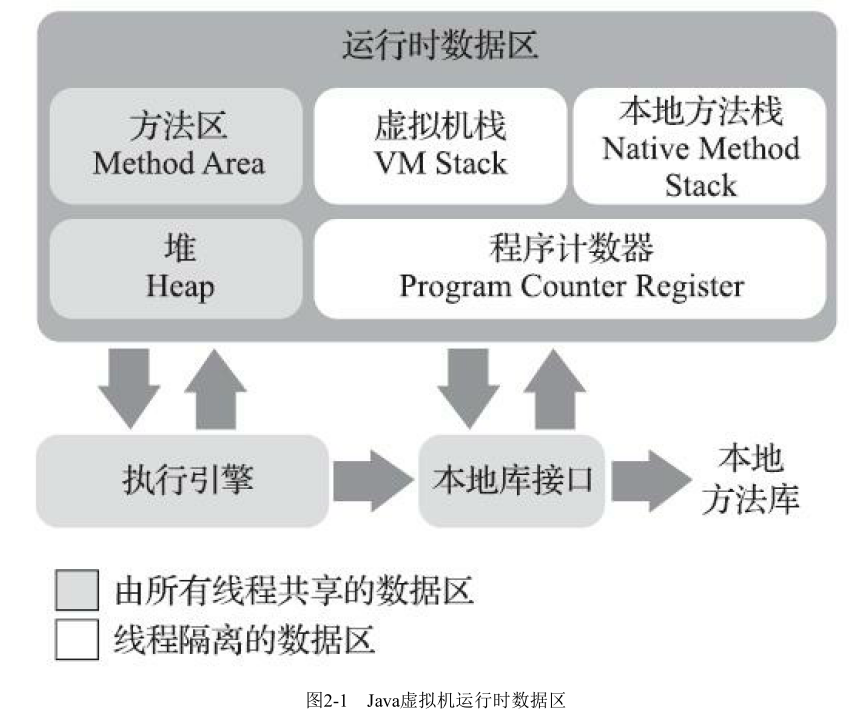 运行时数据区
方法区
Method Area
虚拟机栈
VM Stack
本地方法栈
Native Method
Stack
堆
Heap
程序计数器
Program Counter Register
执行引擎
本地库接口
本地
方法库
由所有线程共享的数据区
线程隔离的数据区
图2-1 Java虚拟机运行时数据区